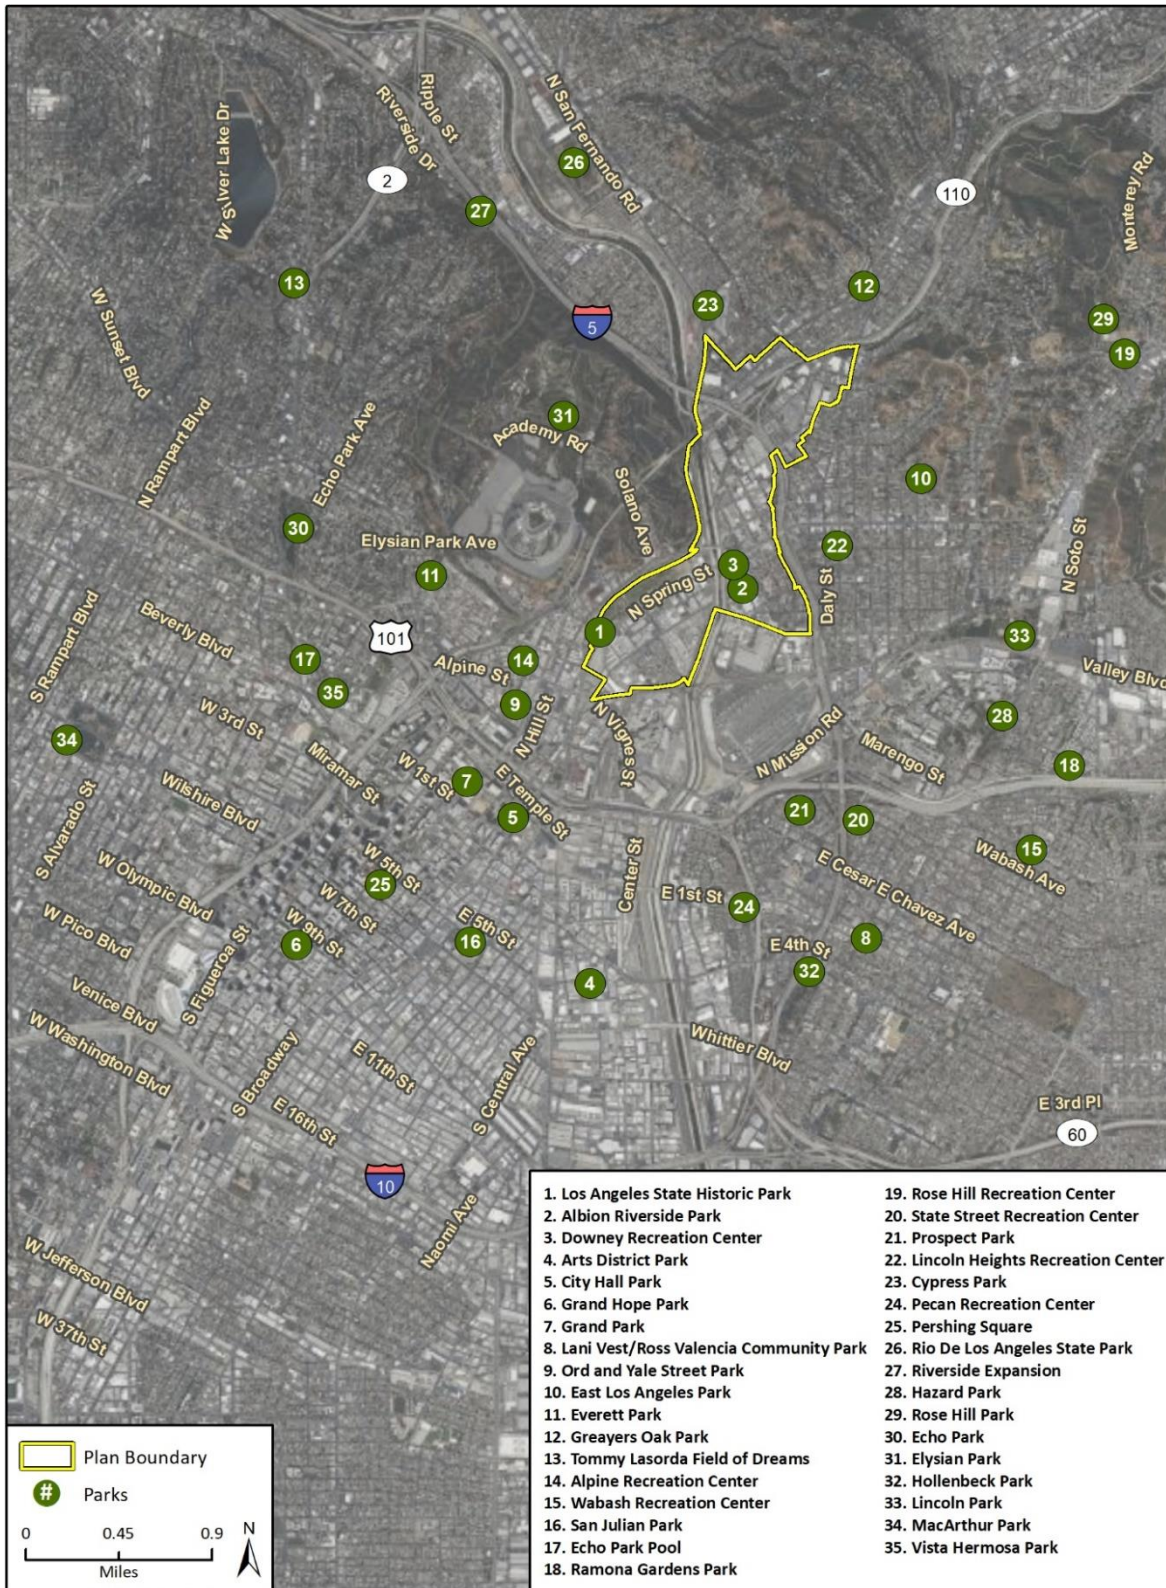 Ripple St
Riverside Dr
N San Fernando Rd
W Silver Lake Dr
2
26
110
Monterey Rd
27
13
12
23
29
5
19
W Sunset Blvd
31
Academy Rd
N Rampart Blvd
Echo Park Ave
Solano Ave
10
30
Elysian Park Ave
22
N Soto St
11
3
N Spring St
2
Daly St
S Rampart Blvd
Beverly Blvd
101
1
33
17
Alpine St
14
Valley Blvd
35
9
28
34
W 3rd St
N Hill St
N Vignes St
N Mission Rd
Marengo St
Miramar St
W 1st St
7
E Temple St
18
Wilshire Blvd
5
21
20
S Alvarado St
W 5th St
Center St
15
Wabash Ave
W Olympic Blvd
25
W 7th St
E 1st St
24
E Cesar E Chavez Ave
W Pico Blvd
W 9th St
6
E 5th St
16
E 4th St
8
S Figueroa St
4
32
Venice Blvd
W Washington Blvd
Whittier Blvd
E 11th St
S Broadway
S Central Ave
E 16th St
E 3rd Pl
60
10
Naomi Ave
W Jefferson Blvd
W 37th St
1. Los Angeles State Historic Park
2. Albion Riverside Park
3. Downey Recreation Center
4. Arts District Park
5. City Hall Park
6. Grand Hope Park
7. Grand Park
8. Lani Vest/Ross Valencia Community Park
9. Ord and Yale Street Park
10. East Los Angeles Park
11. Everett Park
12. Greayers Oak Park
13. Tommy Lasorda Field of Dreams
14. Alpine Recreation Center
15. Wabash Recreation Center
16. San Julian Park
17. Echo Park Pool
18. Ramona Gardens Park
19. Rose Hill Recreation Center
20. State Street Recreation Center
21. Prospect Park
22. Lincoln Heights Recreation Center
23. Cypress Park
24. Pecan Recreation Center
25. Pershing Square
26. Rio De Los Angeles State Park
27. Riverside Expansion
28. Hazard Park
29. Rose Hill Park
30. Echo Park
31. Elysian Park
32. Hollenbeck Park
33. Lincoln Park
34. MacArthur Park
35. Vista Hermosa Park
Plan Boundary
# Parks
0 0.45 0.9
Miles
N